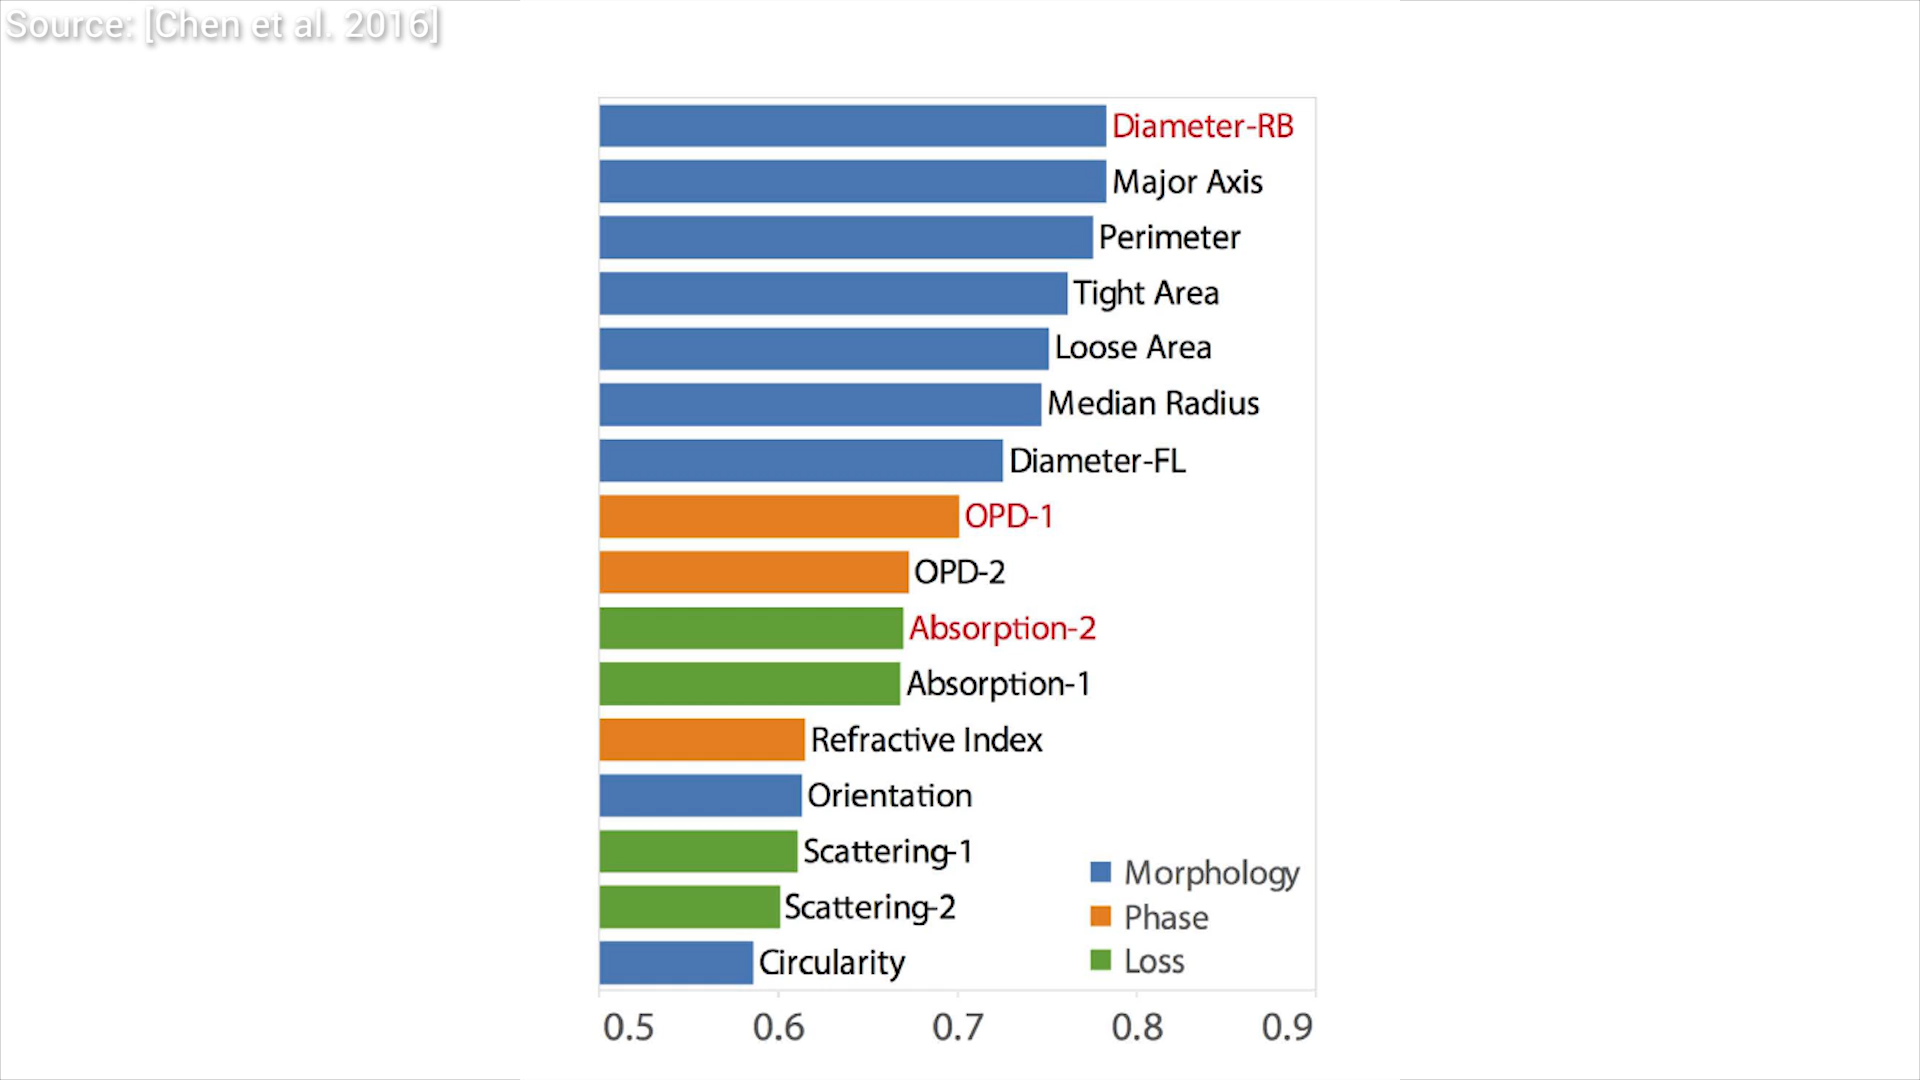 Source: [Chen et al. 2016]
Diameter-RB
Major Axis
Perimeter
Tight Area
Loose Area
Median Radius
Diameter-FL
OPD-1
OPD-2
Absorption-2
Absorption-1
Refractive Index
Orientation
Scattering-1
Scattering-2
Circularity
Morphology
Phase
Loss
0.5 0.6 0.7 0.8 0.9